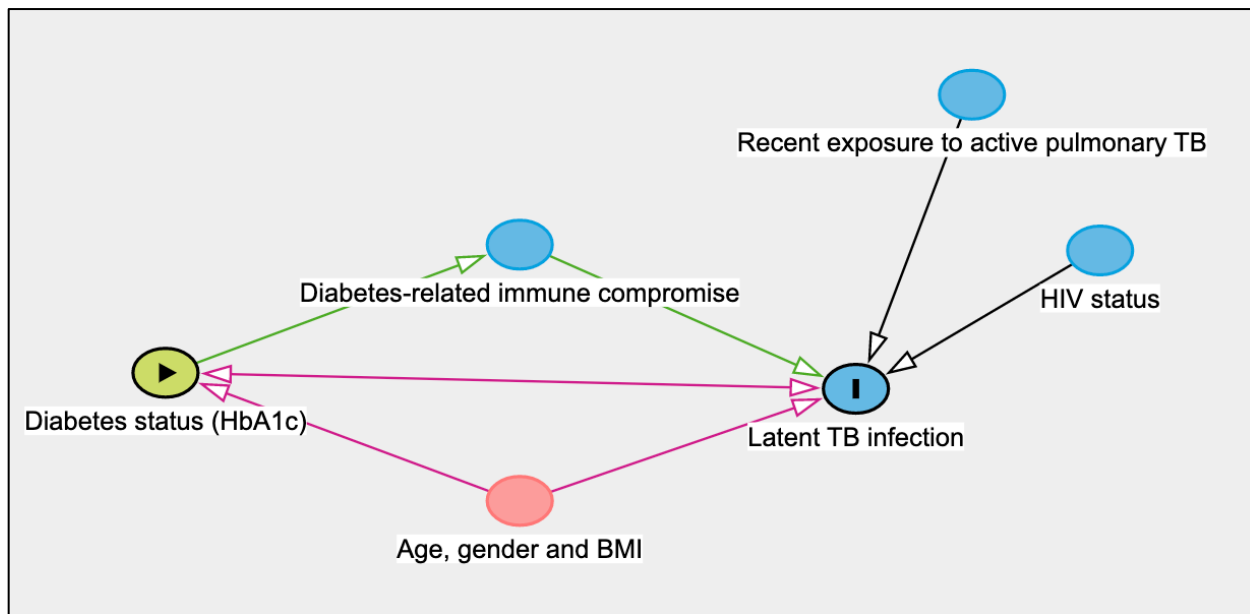 Recent exposure to active pulmonary TB
Diabetes-related immune compromise
HIV status
Diabetes status (HbA1c)
Latent TB infection
Age, gender and BMI